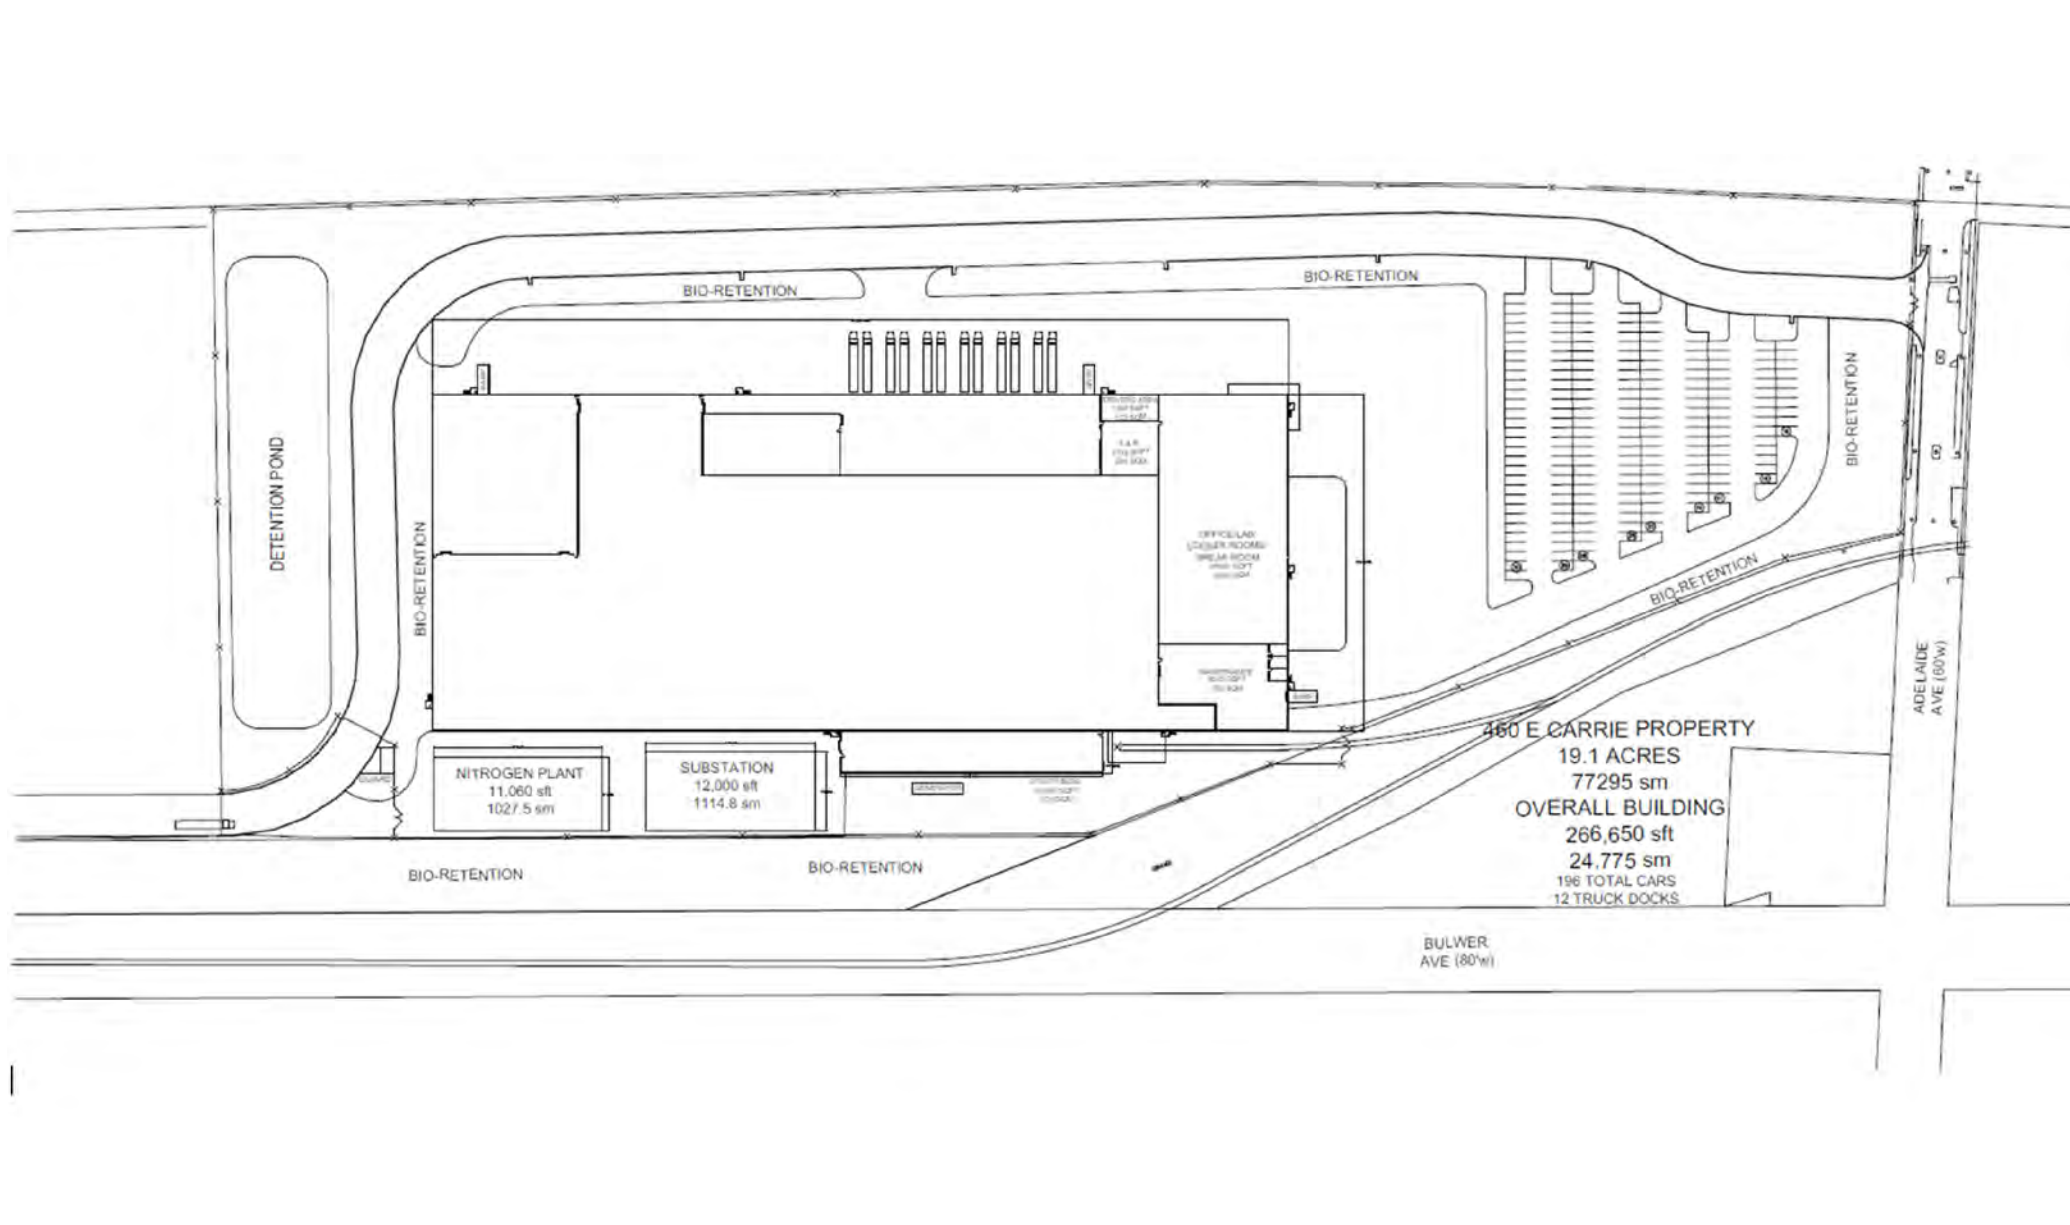 BIO-RETENTION
BIO-RETENTION
BIO-RETENTION
DETENTION POND
BIO-RETENTION
BIO-RETENTION
ADELAIDE
AVE (60'w)
NITROGEN PLANT
11,060 sft
1027.5 sm
SUBSTATION
12,000 sft
1114.8 sm
460 E CARRIE PROPERTY
19.1 ACRES
77295 sm
OVERALL BUILDING
266,650 sft
24.775 sm
196 TOTAL CARS
12 TRUCK DOCKS
BIO-RETENTION
BIO-RETENTION
BULWER
AVE (80'w)